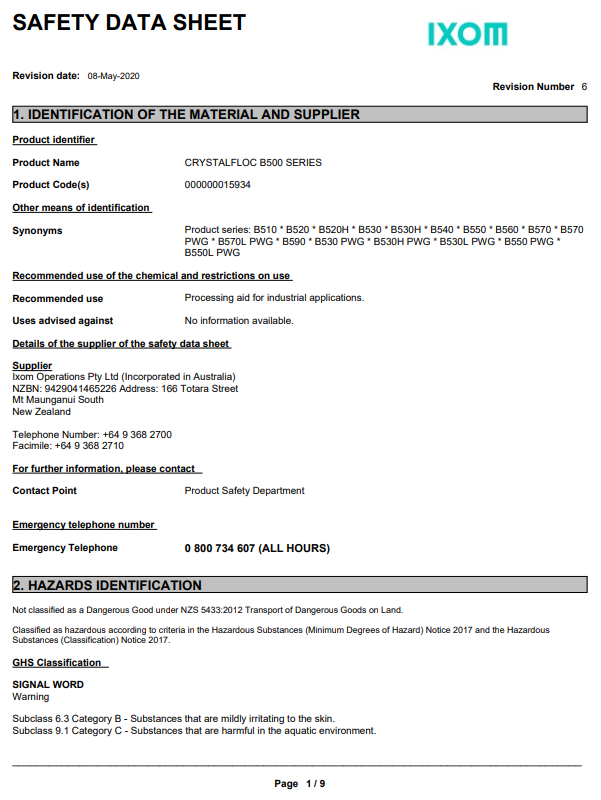 SAFETY DATA SHEET
IXOM
Revision date: 08-May-2020
Revision Number 6
1. IDENTIFICATION OF THE MATERIAL AND SUPPLIER
Product identifier
Product Name CRYSTALFLOC B500 SERIES
Product Code(s) 000000015934
Other means of identification
Synonyms Product series: B510 * B520 * B520H * B530 * B530H * B540 * B550 * B560 * B570 * B570
PWG * B570L PWG * B590 * B530 PWG * B530H PWG * B530L PWG * B550 PWG *
B550L PWG
Recommended use of the chemical and restrictions on use
Recommended use Processing aid for industrial applications.
Uses advised against No information available.
Details of the supplier of the safety data sheet
Supplier
Ixom Operations Pty Ltd (Incorporated in Australia)
NZBN: 9429041465226 Address: 166 Totara Street
Mt Maunganui South
New Zealand
Telephone Number: +64 9 368 2700
Facimile: +64 9 368 2710
For further information, please contact
Contact Point Product Safety Department
Emergency telephone number
Emergency Telephone 0 800 734 607 (ALL HOURS)
2. HAZARDS IDENTIFICATION
Not classified as a Dangerous Good under NZS 5433:2012 Transport of Dangerous Goods on Land.
Classified as hazardous according to criteria in the Hazardous Substances (Minimum Degrees of Hazard) Notice 2017 and the Hazardous
Substances (Classification) Notice 2017.
GHS Classification
SIGNAL WORD
Warning
Subclass 6.3 Category B - Substances that are mildly irritating to the skin.
Subclass 9.1 Category C - Substances that are harmful in the aquatic environment.
Page 1 / 9